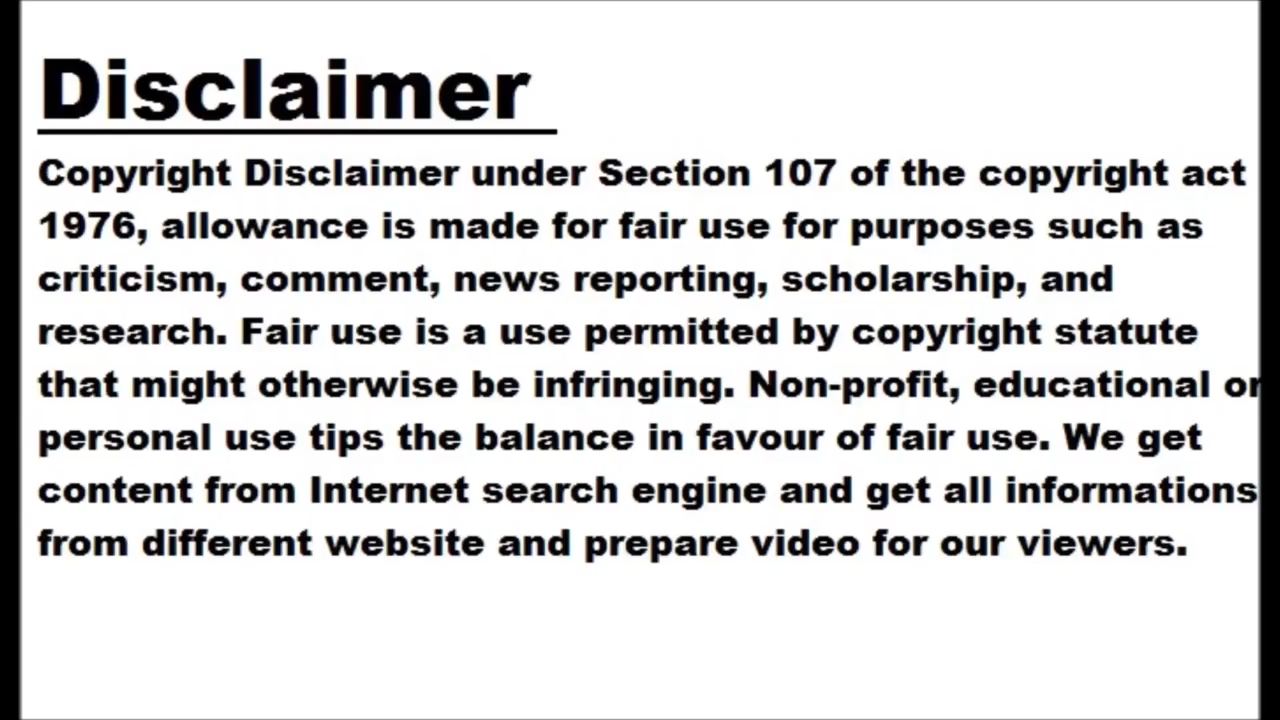 Disclaimer
Copyright Disclaimer under Section 107 of the copyright act
1976, allowance is made for fair use for purposes such as
criticism, comment, news reporting, scholarship, and
research. Fair use is a use permitted by copyright statute
that might otherwise be infringing. Non-profit, educational or
personal use tips the balance in favour of fair use. We get
content from Internet search engine and get all informations
from different website and prepare video for our viewers.